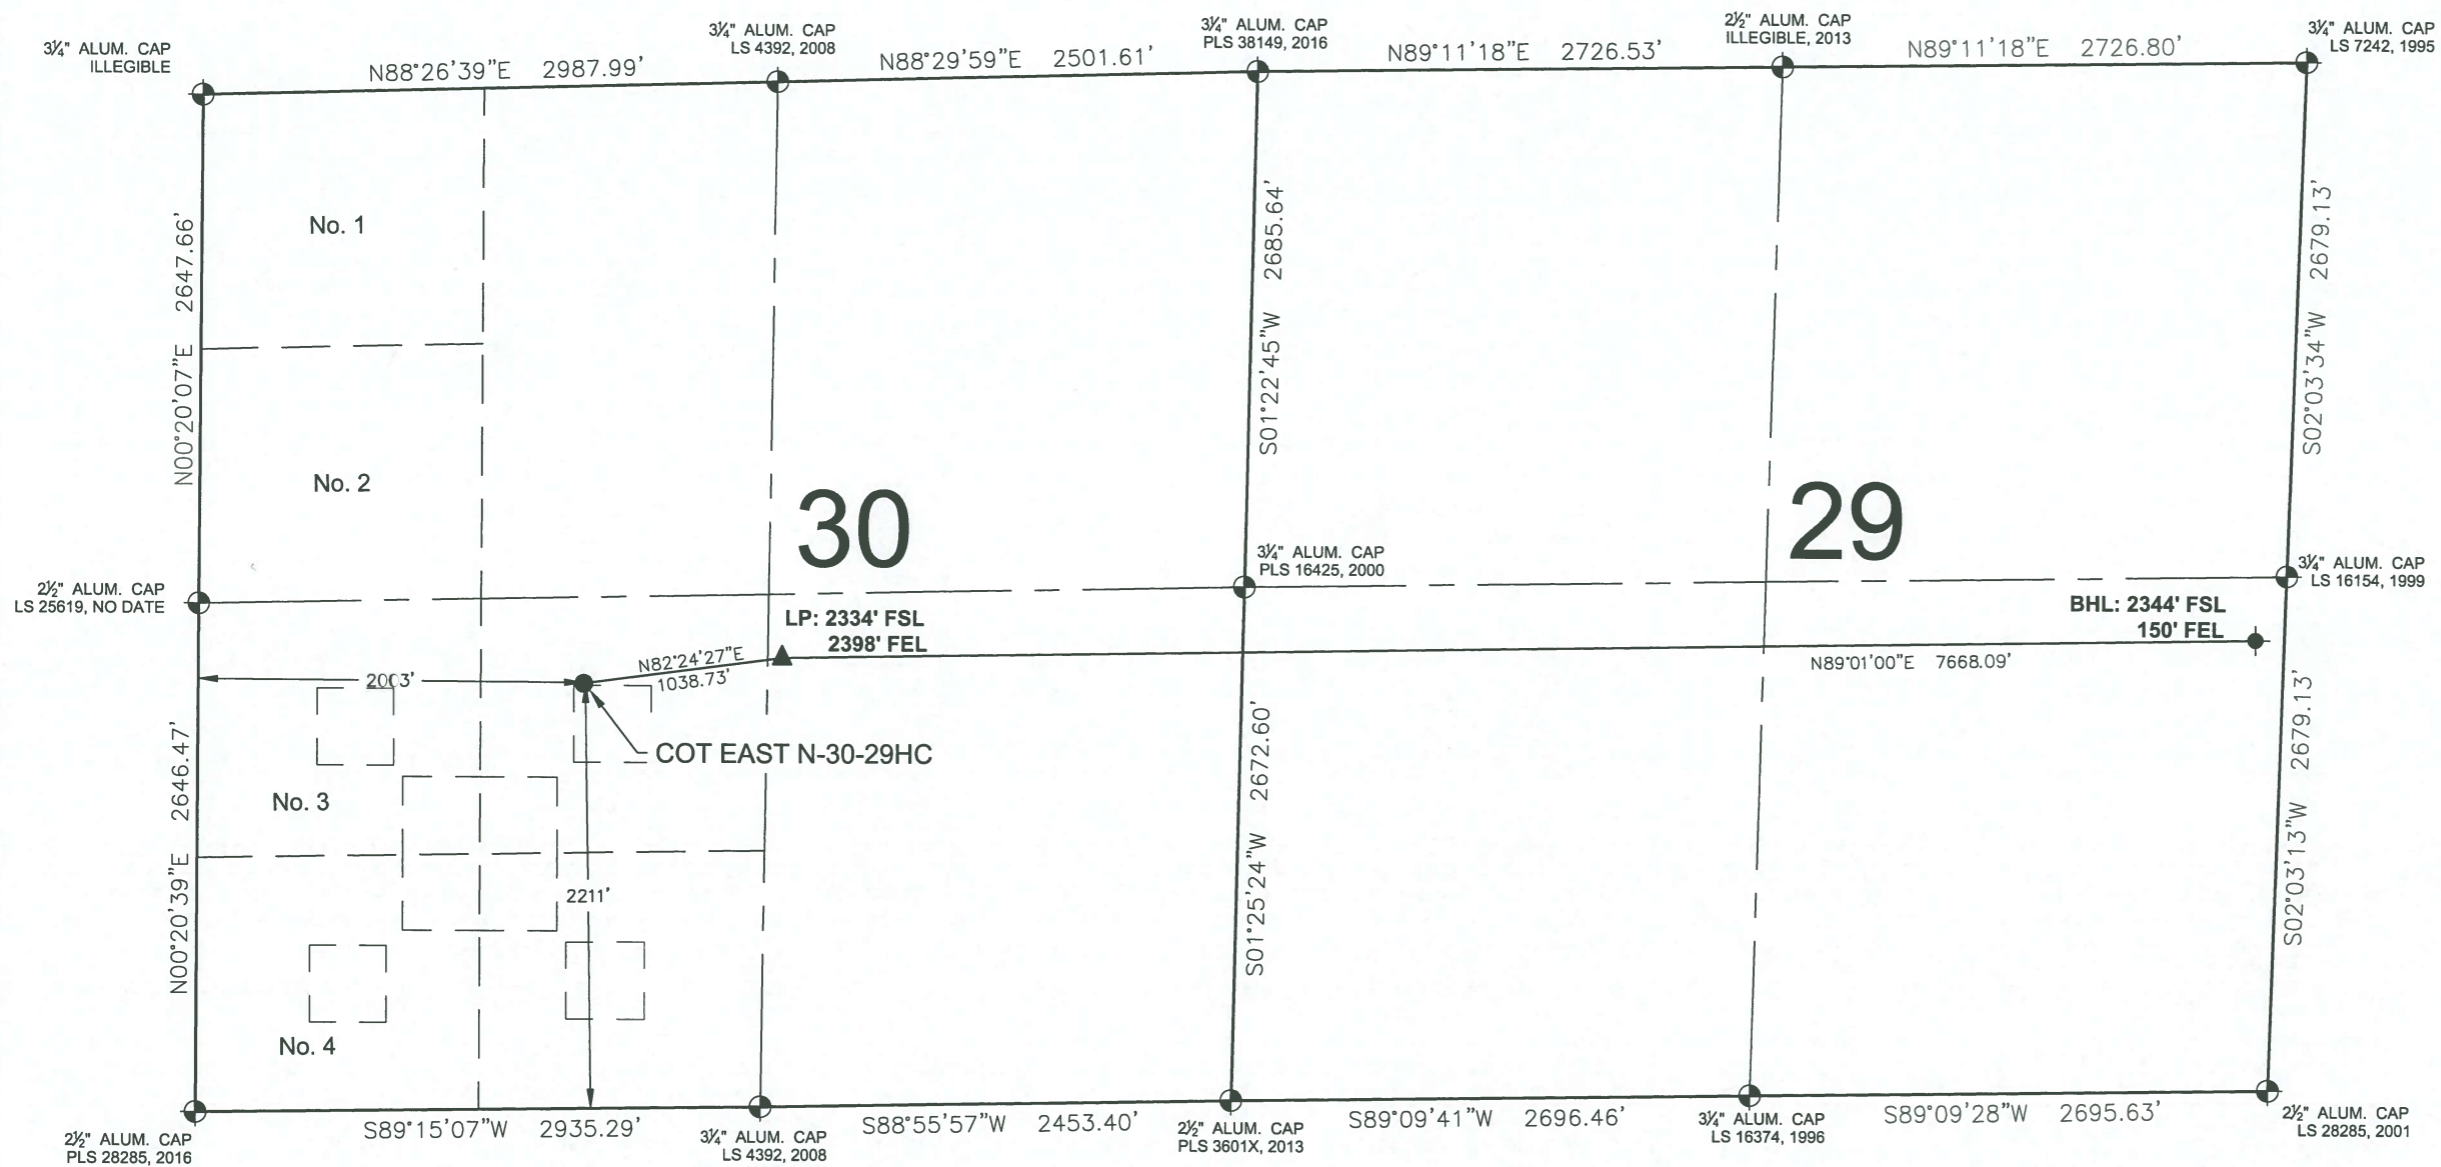 3¼" ALUM. CAP
ILLEGIBLE
N88°26'39"E 2987.99'
3¼" ALUM. CAP
LS 4392, 2008
N88°29'59"E 2501.61'
3¼" ALUM. CAP
PLS 38149, 2016
N89°11'18"E 2726.53'
2½" ALUM. CAP
ILLEGIBLE, 2013
N89°11'18"E 2726.80'
3¼" ALUM. CAP
LS 7242, 1995
No. 1
N00°20'07"E 2647.66'
S01°22'45"W 2685.64'
S02°03'34"W 2679.13'
No. 2
30
29
2½" ALUM. CAP
LS 25619, NO DATE
3¼" ALUM. CAP
PLS 16425, 2000
3¼" ALUM. CAP
LS 16154, 1999
LP: 2334' FSL
2398' FEL
BHL: 2344' FSL
150' FEL
N82°24'27"E
1038.73'
N89°01'00"E 7668.09'
2003'
COT EAST N-30-29HC
No. 3
N00°20'39"E 2646.47'
S01°25'24"W 2672.60'
S02°03'13"W 2679.13'
2211'
No. 4
2½" ALUM. CAP
PLS 28285, 2016
S89°15'07"W 2935.29'
3¼" ALUM. CAP
LS 4392, 2008
S88°55'57"W 2453.40'
2½" ALUM. CAP
PLS 3601X, 2013
S89°09'41"W 2696.46'
3¼" ALUM. CAP
LS 16374, 1996
S89°09'28"W 2695.63'
2½" ALUM. CAP
LS 28285, 2001